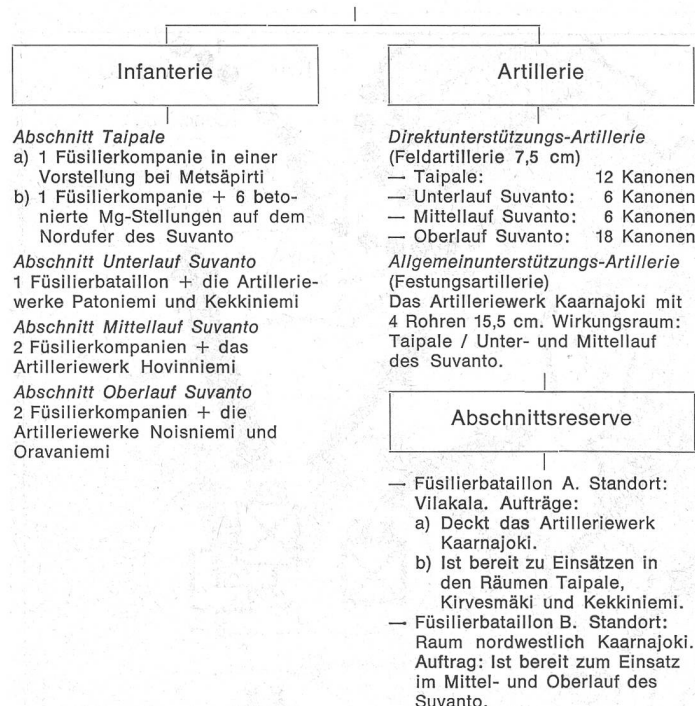 Infanterie
Abschnitt Taipale
a) 1 Füsilierkompanie in einer
Vorstellung bei Metsäpirti
b) 1 Füsilierkompanie + 6 beto-
nierte Mg-Stellungen auf dem
Nordufer des Suvanto
Abschnitt Unterlauf Suvanto
1 Füsilierbataillon + die Artillerie-
werke Patoniemi und Kekkiniemi
Abschnitt Mittellauf Suvanto
2 Füsilierkompanien + das
Artilleriewerk Hovinniemi
Abschnitt Oberlauf Suvanto
2 Füsilierkompanien + die
Artilleriewerke Noisniemi und
Oravaniemi
Artillerie
Direktunterstützungs-Artillerie
(Feldartillerie 7,5 cm)
— Taipale: 12 Kanonen
— Unterlauf Suvanto: 6 Kanonen
— Mittellauf Suvanto: 6 Kanonen
— Oberlauf Suvanto: 18 Kanonen
Allgemeinunterstützungs-Artillerie
(Festungsartillerie)
Das Artilleriewerk Kaarnajoki mit
4 Rohren 15,5 cm. Wirkungsraum:
Taipale / Unter- und Mittellauf
des Suvanto.
Abschnittsreserve
— Füsilierbataillon A. Standort:
Vilakala. Aufträge:
a) Deckt das Artilleriewerk
Kaarnajoki.
b) Ist bereit zu Einsätzen in
den Räumen Taipale,
Kirvesmäki und Kekkiniemi.
— Füsilierbataillon B. Standort:
Raum nordwestlich Kaarnajoki.
Auftrag: Ist bereit zum Einsatz
im Mittel- und Oberlauf des
Suvanto.